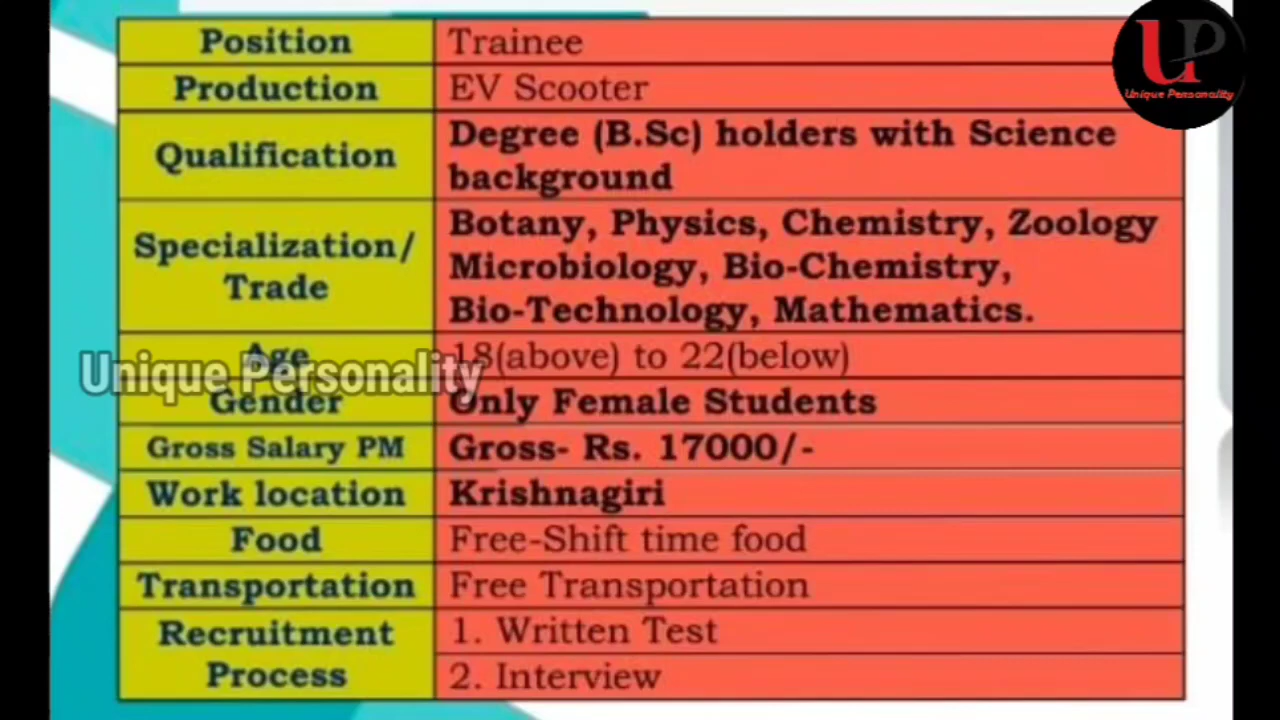 Position Trainee
Production EV Scooter
Qualification Degree (B.Sc) holders with Science
background
Specialization/
Trade
Botany, Physics, Chemistry, Zoology
Microbiology, Bio-Chemistry,
Bio-Technology, Mathematics.
Age 18(above) to 22(below)
Unique Personality
Gender Only Female Students
Gross Salary PM Gross- Rs. 17000/-
Work location Krishnagiri
Food Free-Shift time food
Transportation Free Transportation
Recruitment
Process
1. Written Test
2. Interview
UP
Unique Personality